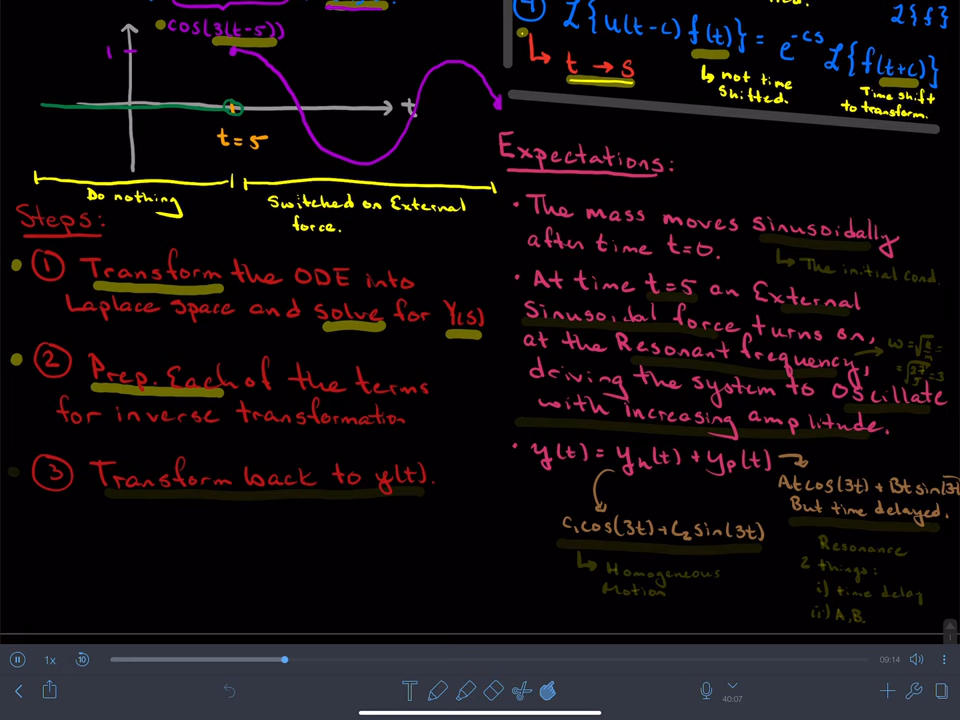 cos(3(t-5))
1
t
t=5
Do nothing
Switched on External
force.
Steps:
① Transform the ODE into
Laplace space and solve for Y(s)
② Prep. Each of the terms
for inverse transformation
③ Transform back to y(t).
④ L{u(t-c) f(t)} = e^-cs L{f(t+c)}
L{f}
↳ t → s
↳ not time
shifted.
Time shift
to transform.
Expectations:
• The mass moves sinusoidally
after time t=0.
↳ The initial cond.
• At time t=5 an External
Sinusoidal force turns on,
at the Resonant frequency,
driving the system to oscillate
with increasing amplitude.
• y(t) = yh(t) + yp(t)
At cos(3t) + Bt sin(3t)
But time delayed.
C₁cos(3t)+C₂sin(3t)
↳ Homogeneous
Motion
Resonance
2 things:
i) time delay
ii) A,B.
1x
10
09:14
40:07